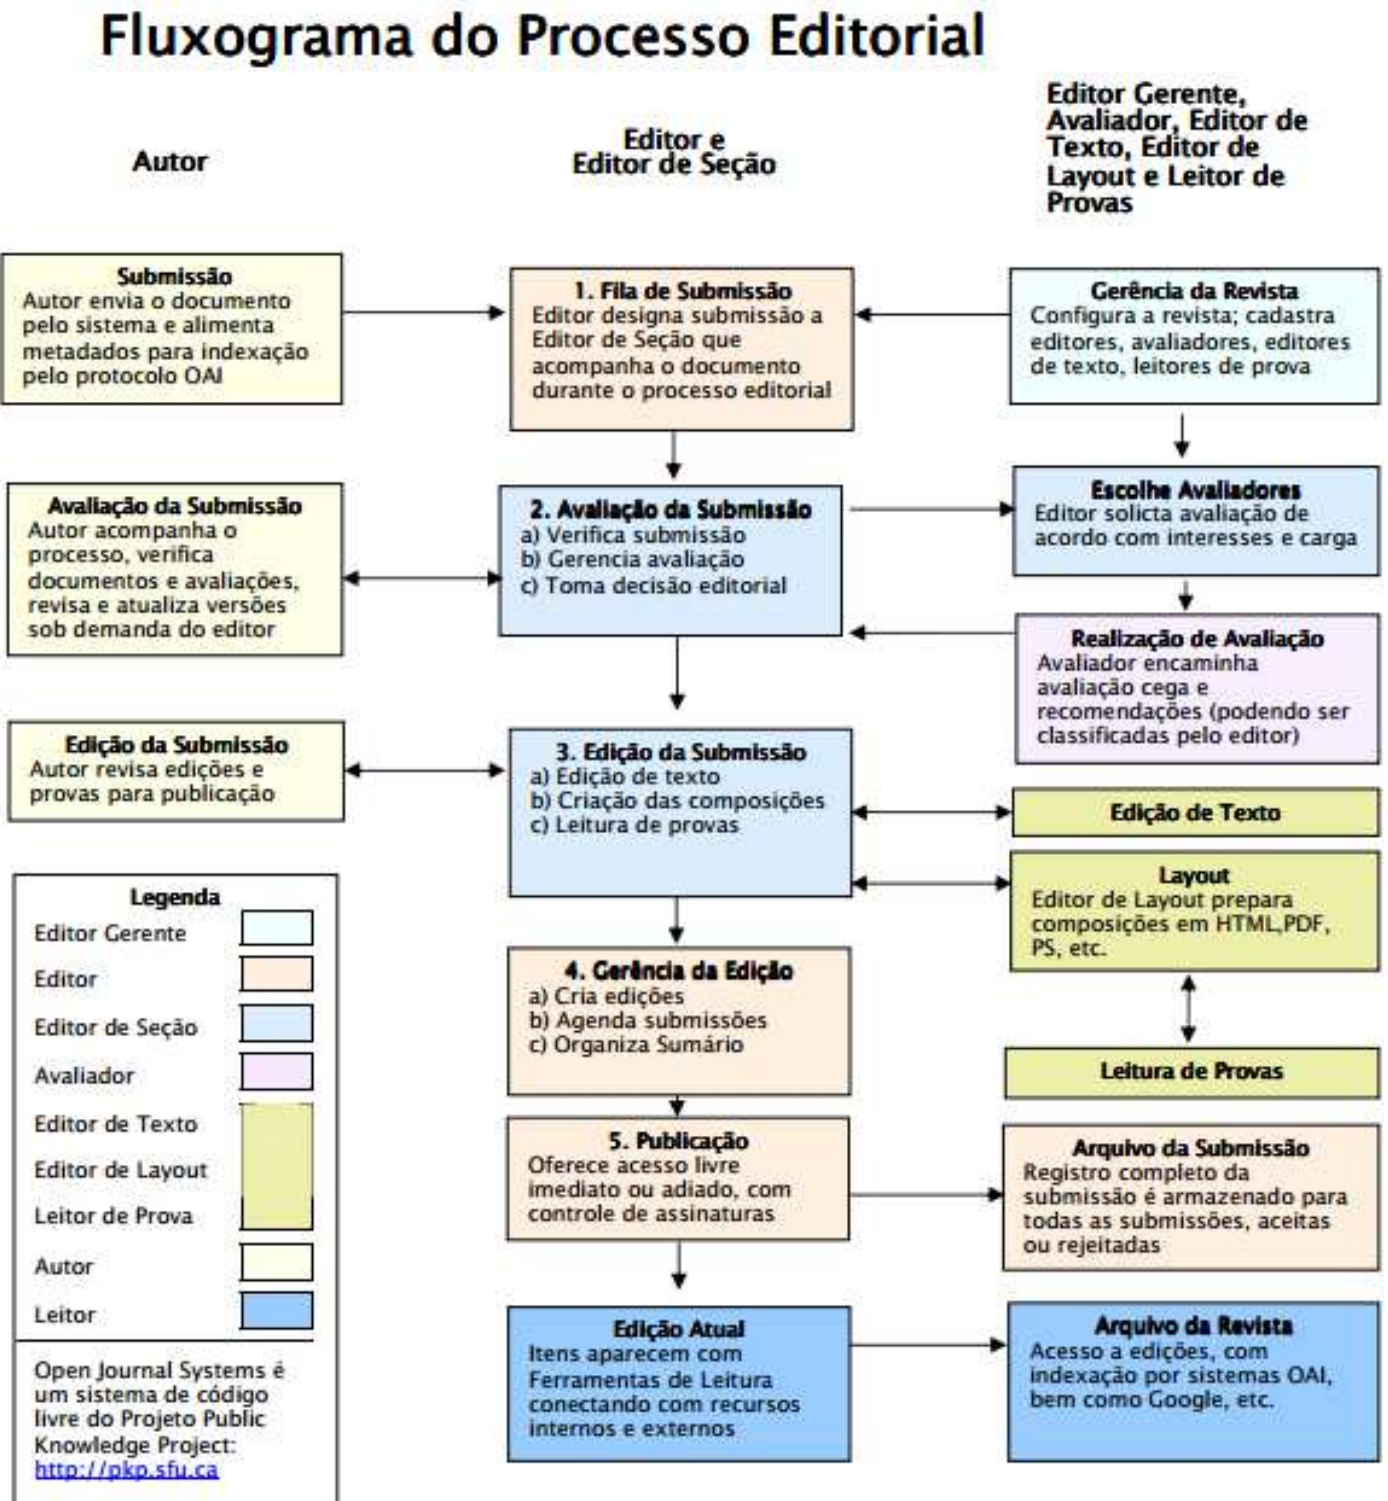 Fluxograma do Processo Editorial
Autor
Editor e
Editor de Seção
Editor Gerente,
Avaliador, Editor de
Texto, Editor de
Layout e Leitor de
Provas
Submissão
Autor envia o documento
pelo sistema e alimenta
metadados para indexação
pelo protocolo OAI
1. Fila de Submissão
Editor designa submissão a
Editor de Seção que
acompanha o documento
durante o processo editorial
Gerência da Revista
Configura a revista; cadastra
editores, avaliadores, editores
de texto, leitores de prova
Avaliação da Submissão
Autor acompanha o
processo, verifica
documentos e avaliações,
revisa e atualiza versões
sob demanda do editor
2. Avaliação da Submissão
a) Verifica submissão
b) Gerencia avaliação
c) Toma decisão editorial
Escolhe Avaliadores
Editor solicta avaliação de
acordo com interesses e carga
Realização de Avaliação
Avaliador encaminha
avaliação cega e
recomendações (podendo ser
classificadas pelo editor)
Edição da Submissão
Autor revisa edições e
provas para publicação
3. Edição da Submissão
a) Edição de texto
b) Criação das composições
c) Leitura de provas
Edição de Texto
Layout
Editor de Layout prepara
composições em HTML,PDF,
PS, etc.
4. Gerência da Edição
a) Cria edições
b) Agenda submissões
c) Organiza Sumário
Leitura de Provas
5. Publicação
Oferece acesso livre
imediato ou adiado, com
controle de assinaturas
Arquivo da Submissão
Registro completo da
submissão é armazenado para
todas as submissões, aceitas
ou rejeitadas
Edição Atual
Itens aparecem com
Ferramentas de Leitura
conectando com recursos
internos e externos
Arquivo da Revista
Acesso a edições, com
indexação por sistemas OAI,
bem como Google, etc.
Legenda
Editor Gerente
Editor
Editor de Seção
Avaliador
Editor de Texto
Editor de Layout
Leitor de Prova
Autor
Leitor
Open Journal Systems é
um sistema de código
livre do Projeto Public
Knowledge Project:
http://pkp.sfu.ca